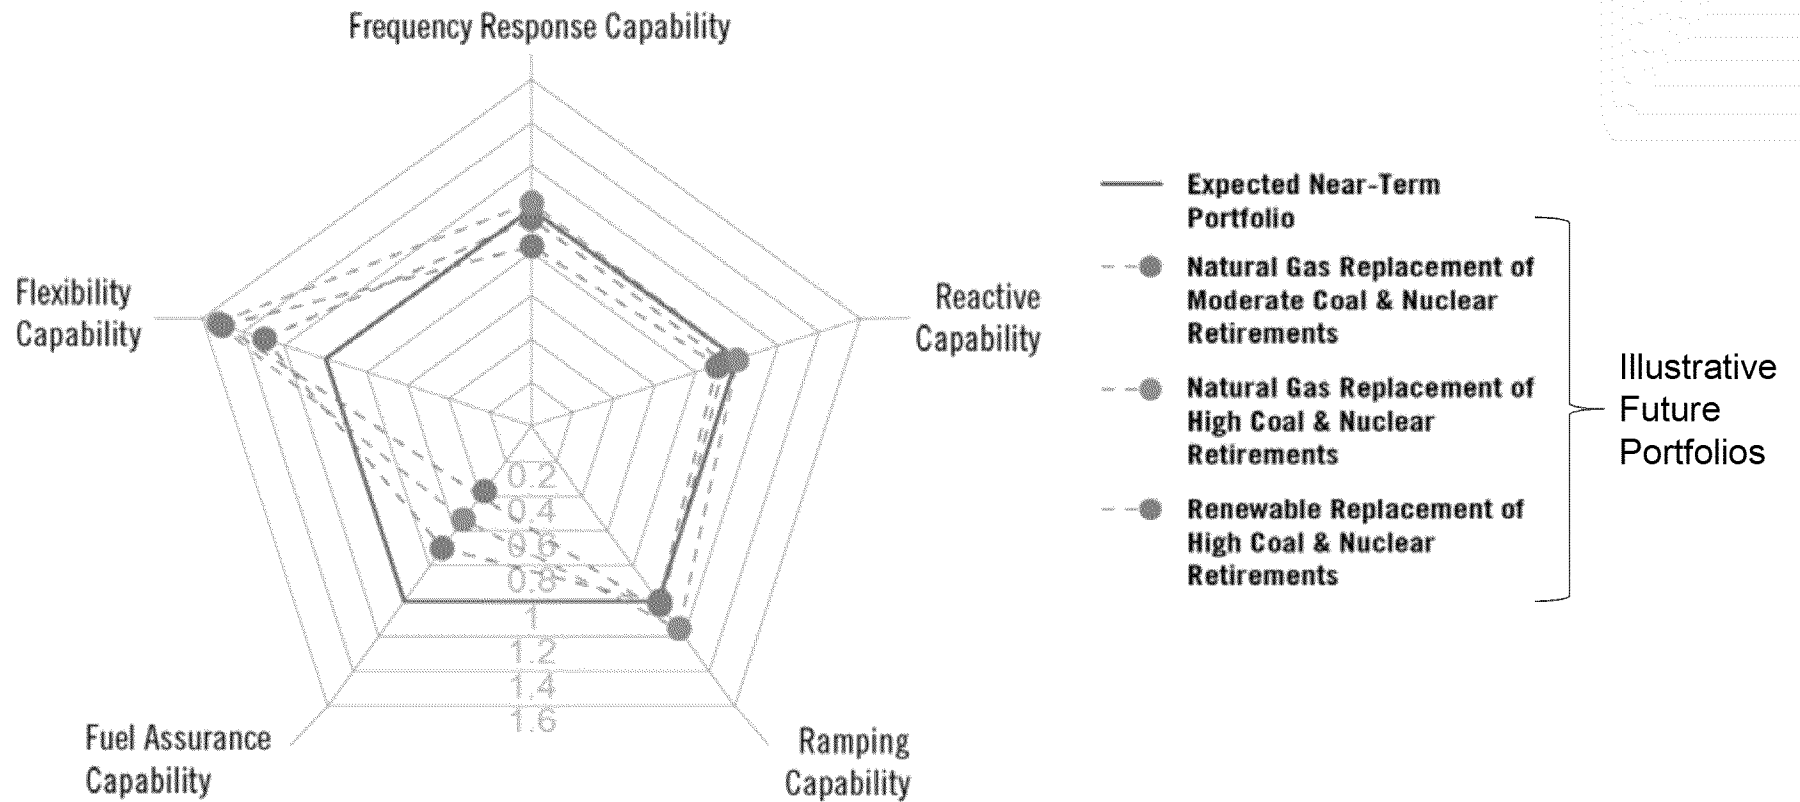 Frequency Response Capability
Flexibility
Capability
Reactive
Capability
0.2
0.4
0.6
0.8
1
1.2
1.4
1.6
Fuel Assurance
Capability
Ramping
Capability
Expected Near-Term
Portfolio
Natural Gas Replacement of
Moderate Coal & Nuclear
Retirements
Natural Gas Replacement of
High Coal & Nuclear
Retirements
Renewable Replacement of
High Coal & Nuclear
Retirements
Illustrative
Future
Portfolios